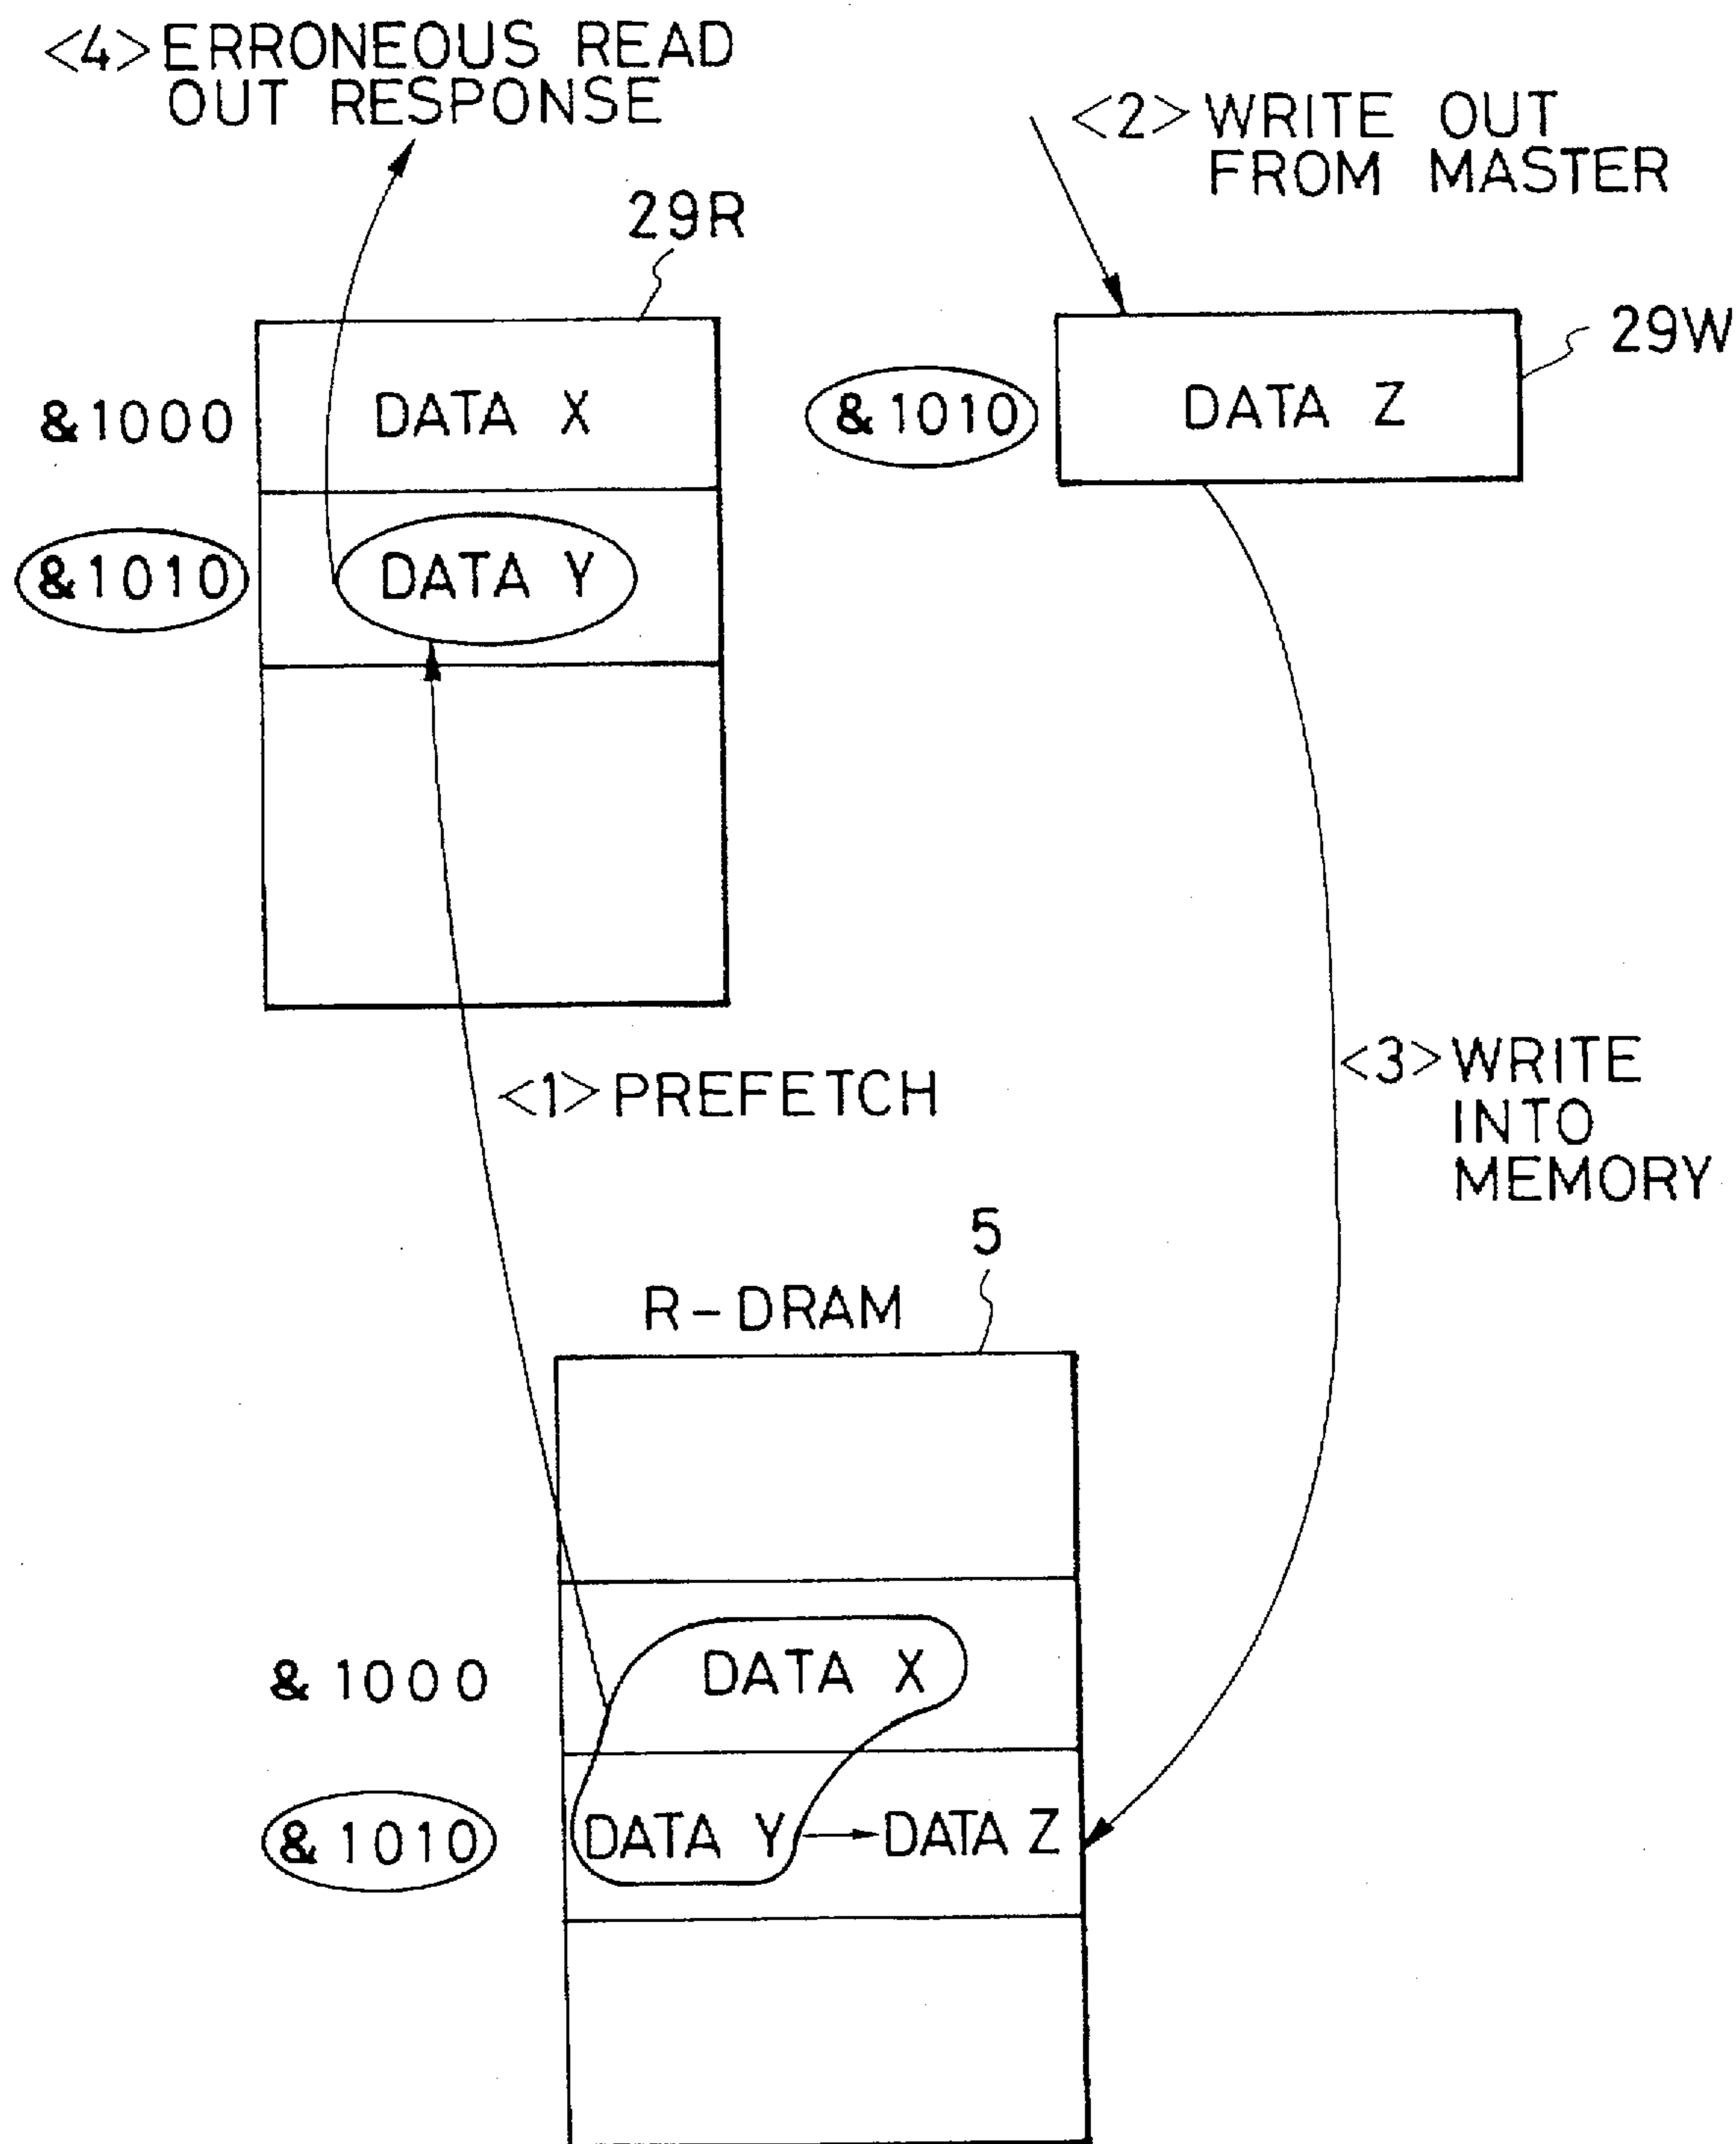 <4> ERRONEOUS READ
OUT RESPONSE
<2> WRITE OUT
FROM MASTER
29R
29W
&1000 DATA X
&1010 DATA Z
&1010 DATA Y
<1> PREFETCH
<3> WRITE
INTO
MEMORY
5
R-DRAM
&1000 DATA X
&1010 DATA Y → DATA Z